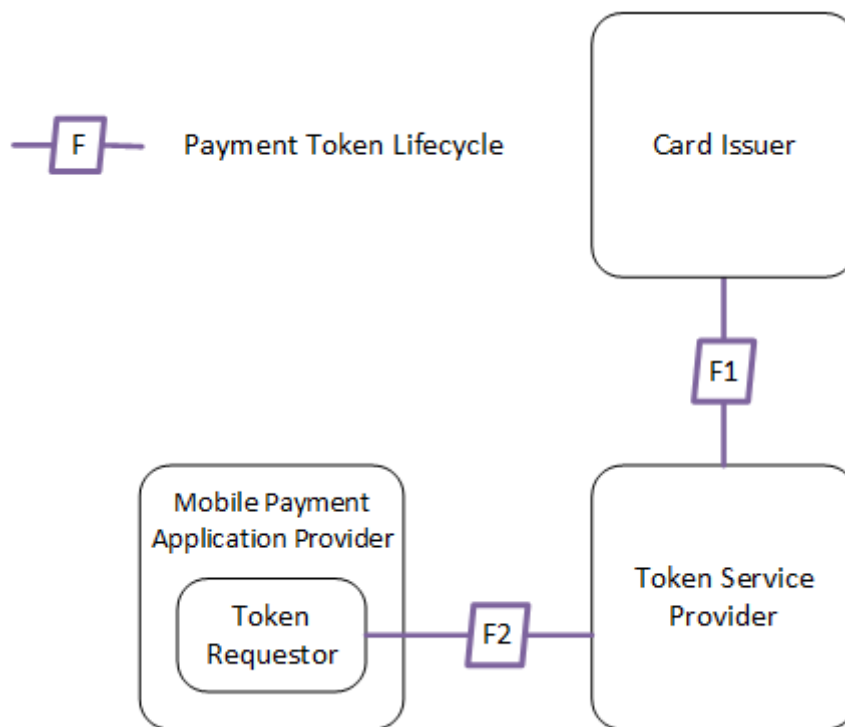 Card Issuer
F
Payment Token Lifecycle
F1
Mobile Payment
Application Provider
Token
Requestor
F2
Token Service
Provider